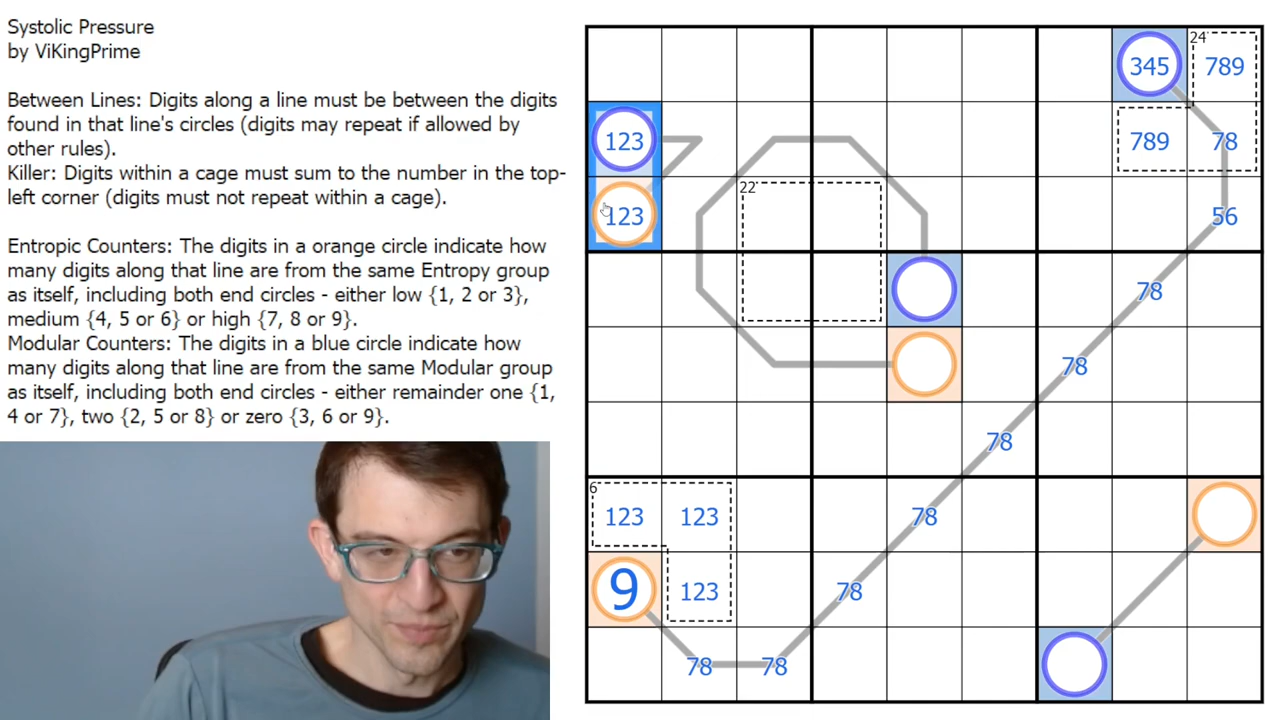 Systolic Pressure
by ViKingPrime
Between Lines: Digits along a line must be between the digits
found in that line's circles (digits may repeat if allowed by
other rules).
Killer: Digits within a cage must sum to the number in the top-
left corner (digits must not repeat within a cage).
Entropic Counters: The digits in a orange circle indicate how
many digits along that line are from the same Entropy group
as itself, including both end circles - either low {1, 2 or 3},
medium {4, 5 or 6} or high {7, 8 or 9}.
Modular Counters: The digits in a blue circle indicate how
many digits along that line are from the same Modular group
as itself, including both end circles - either remainder one {1,
4 or 7}, two {2, 5 or 8} or zero {3, 6 or 9}.
24
345 789
123 789 78
22
123 56
78
78
78
6
123 123 78
9 123 78
78 78